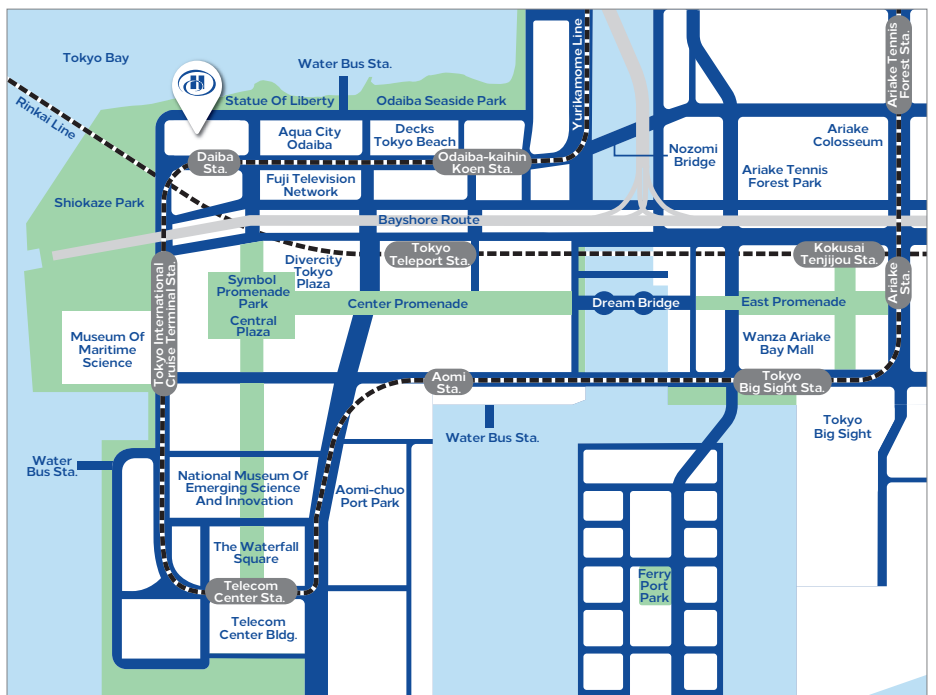 Tokyo Bay
Rinkai Line
Water Bus Sta.
Statue Of Liberty
Odaiba Seaside Park
Yurikamome Line
Ariake Tennis
Forest Sta.
Aqua City
Odaiba
Decks
Tokyo Beach
Daiba
Sta.
Odaiba-kaihin
Koen Sta.
Nozomi
Bridge
Ariake
Colosseum
Ariake Tennis
Forest Park
Fuji Television
Network
Shiokaze Park
Bayshore Route
Tokyo
Teleport Sta.
Kokusai
Tenjijou Sta.
Divercity
Tokyo
Plaza
Symbol
Promenade
Park
Central
Plaza
Center Promenade
Dream Bridge
East Promenade
Ariake
Sta.
Tokyo International
Cruise Terminal Sta.
Museum Of
Maritime
Science
Wanza Ariake
Bay Mall
Aomi
Sta.
Tokyo
Big Sight Sta.
Water Bus Sta.
Tokyo
Big Sight
Water
Bus Sta.
National Museum Of
Emerging Science
And Innovation
Aomi-chuo
Port Park
The Waterfall
Square
Telecom
Center Sta.
Telecom
Center Bldg.
Ferry
Port
Park